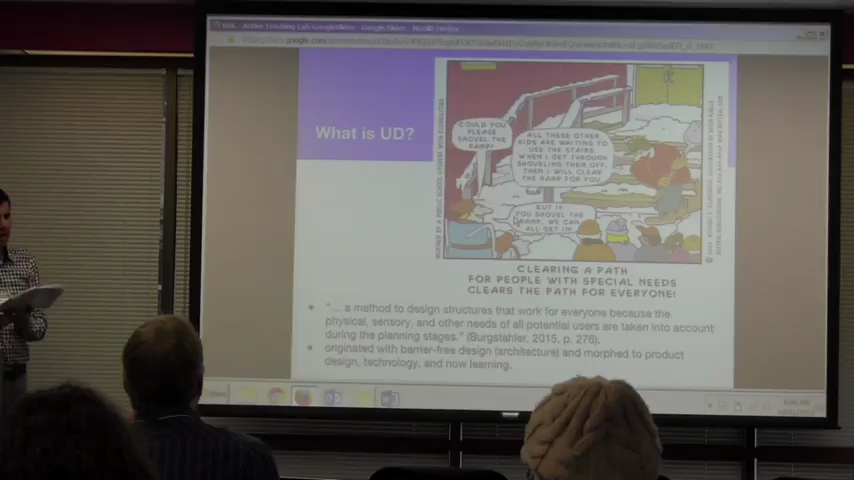 What is UD?
COULD YOU
PLEASE
SHOVEL THE
RAMP?
ALL THESE OTHER
KIDS ARE WAITING TO
USE THE STAIRS.
WHEN I GET THROUGH
SHOVELING THEM OFF,
THEN I WILL CLEAR
THE RAMP FOR YOU
BUT IF
YOU SHOVEL THE
RAMP, WE CAN
ALL GET IN!
CLEARING A PATH
FOR PEOPLE WITH SPECIAL NEEDS
CLEARS THE PATH FOR EVERYONE!
• "... a method to design structures that work for everyone because the
physical, sensory, and other needs of all potential users are taken into account
during the planning stages." (Burgstahler, 2015, p. 276).
• originated with barrier-free design (architecture) and morphed to product
design, technology, and now learning.